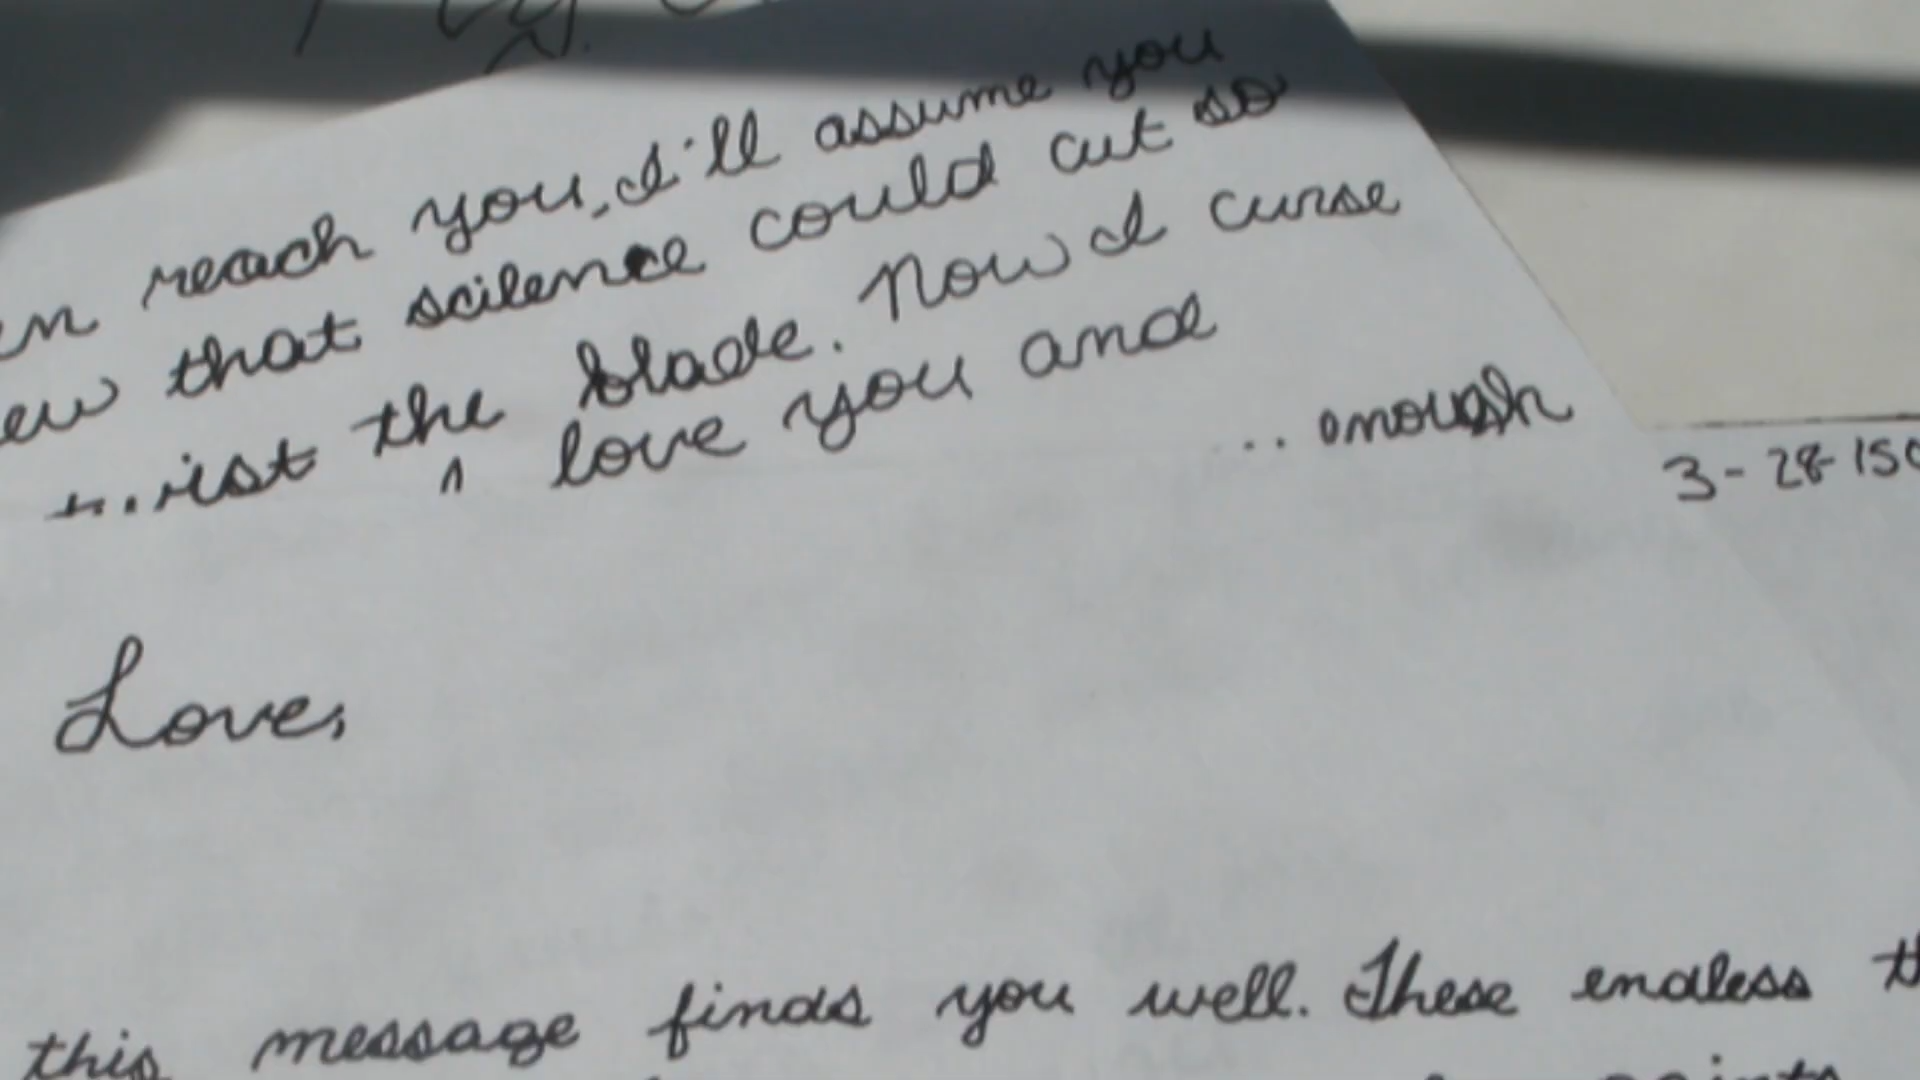 reach you, I'll assume you
that scilence could cut so
the blade. Now I curse
love you and
enough
3-28-150
Love,
this message finds you well. These endless